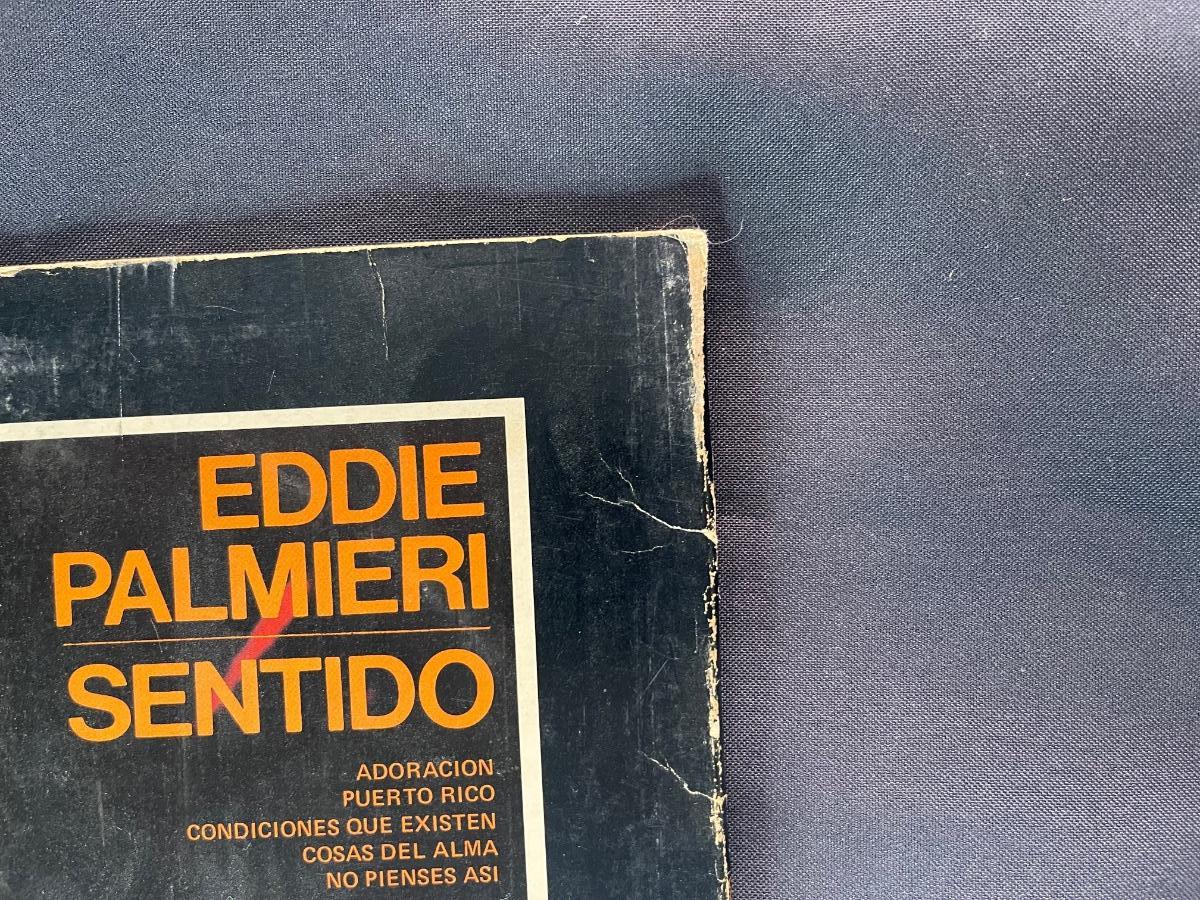 EDDIE
PALMIERI
SENTIDO
ADORACION
PUERTO RICO
CONDICIONES QUE EXISTEN
COSAS DEL ALMA
NO PIENSES ASI